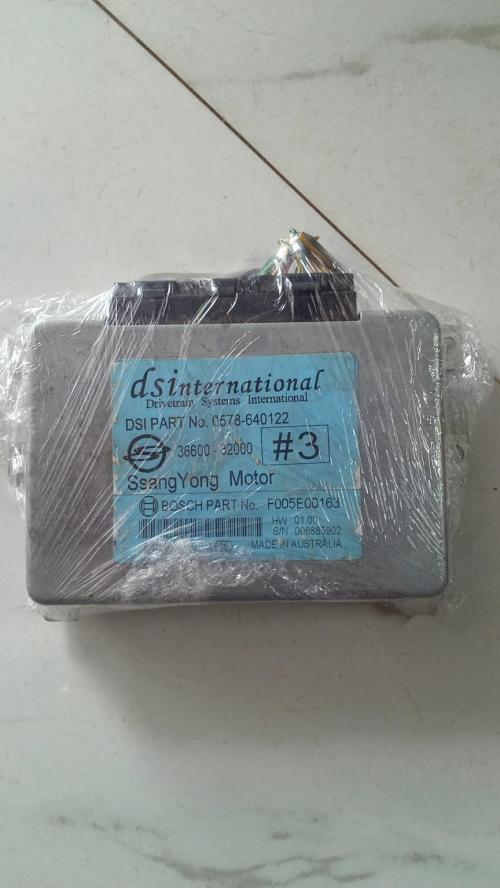 dsinternational
Drivetrain Systems International
DSI PART No. 0578-640122
36600-32000 #3
SsangYong Motor
BOSCH PART No. F005E00163
HW 01.00
S/N 006883902
MADE IN AUSTRALIA